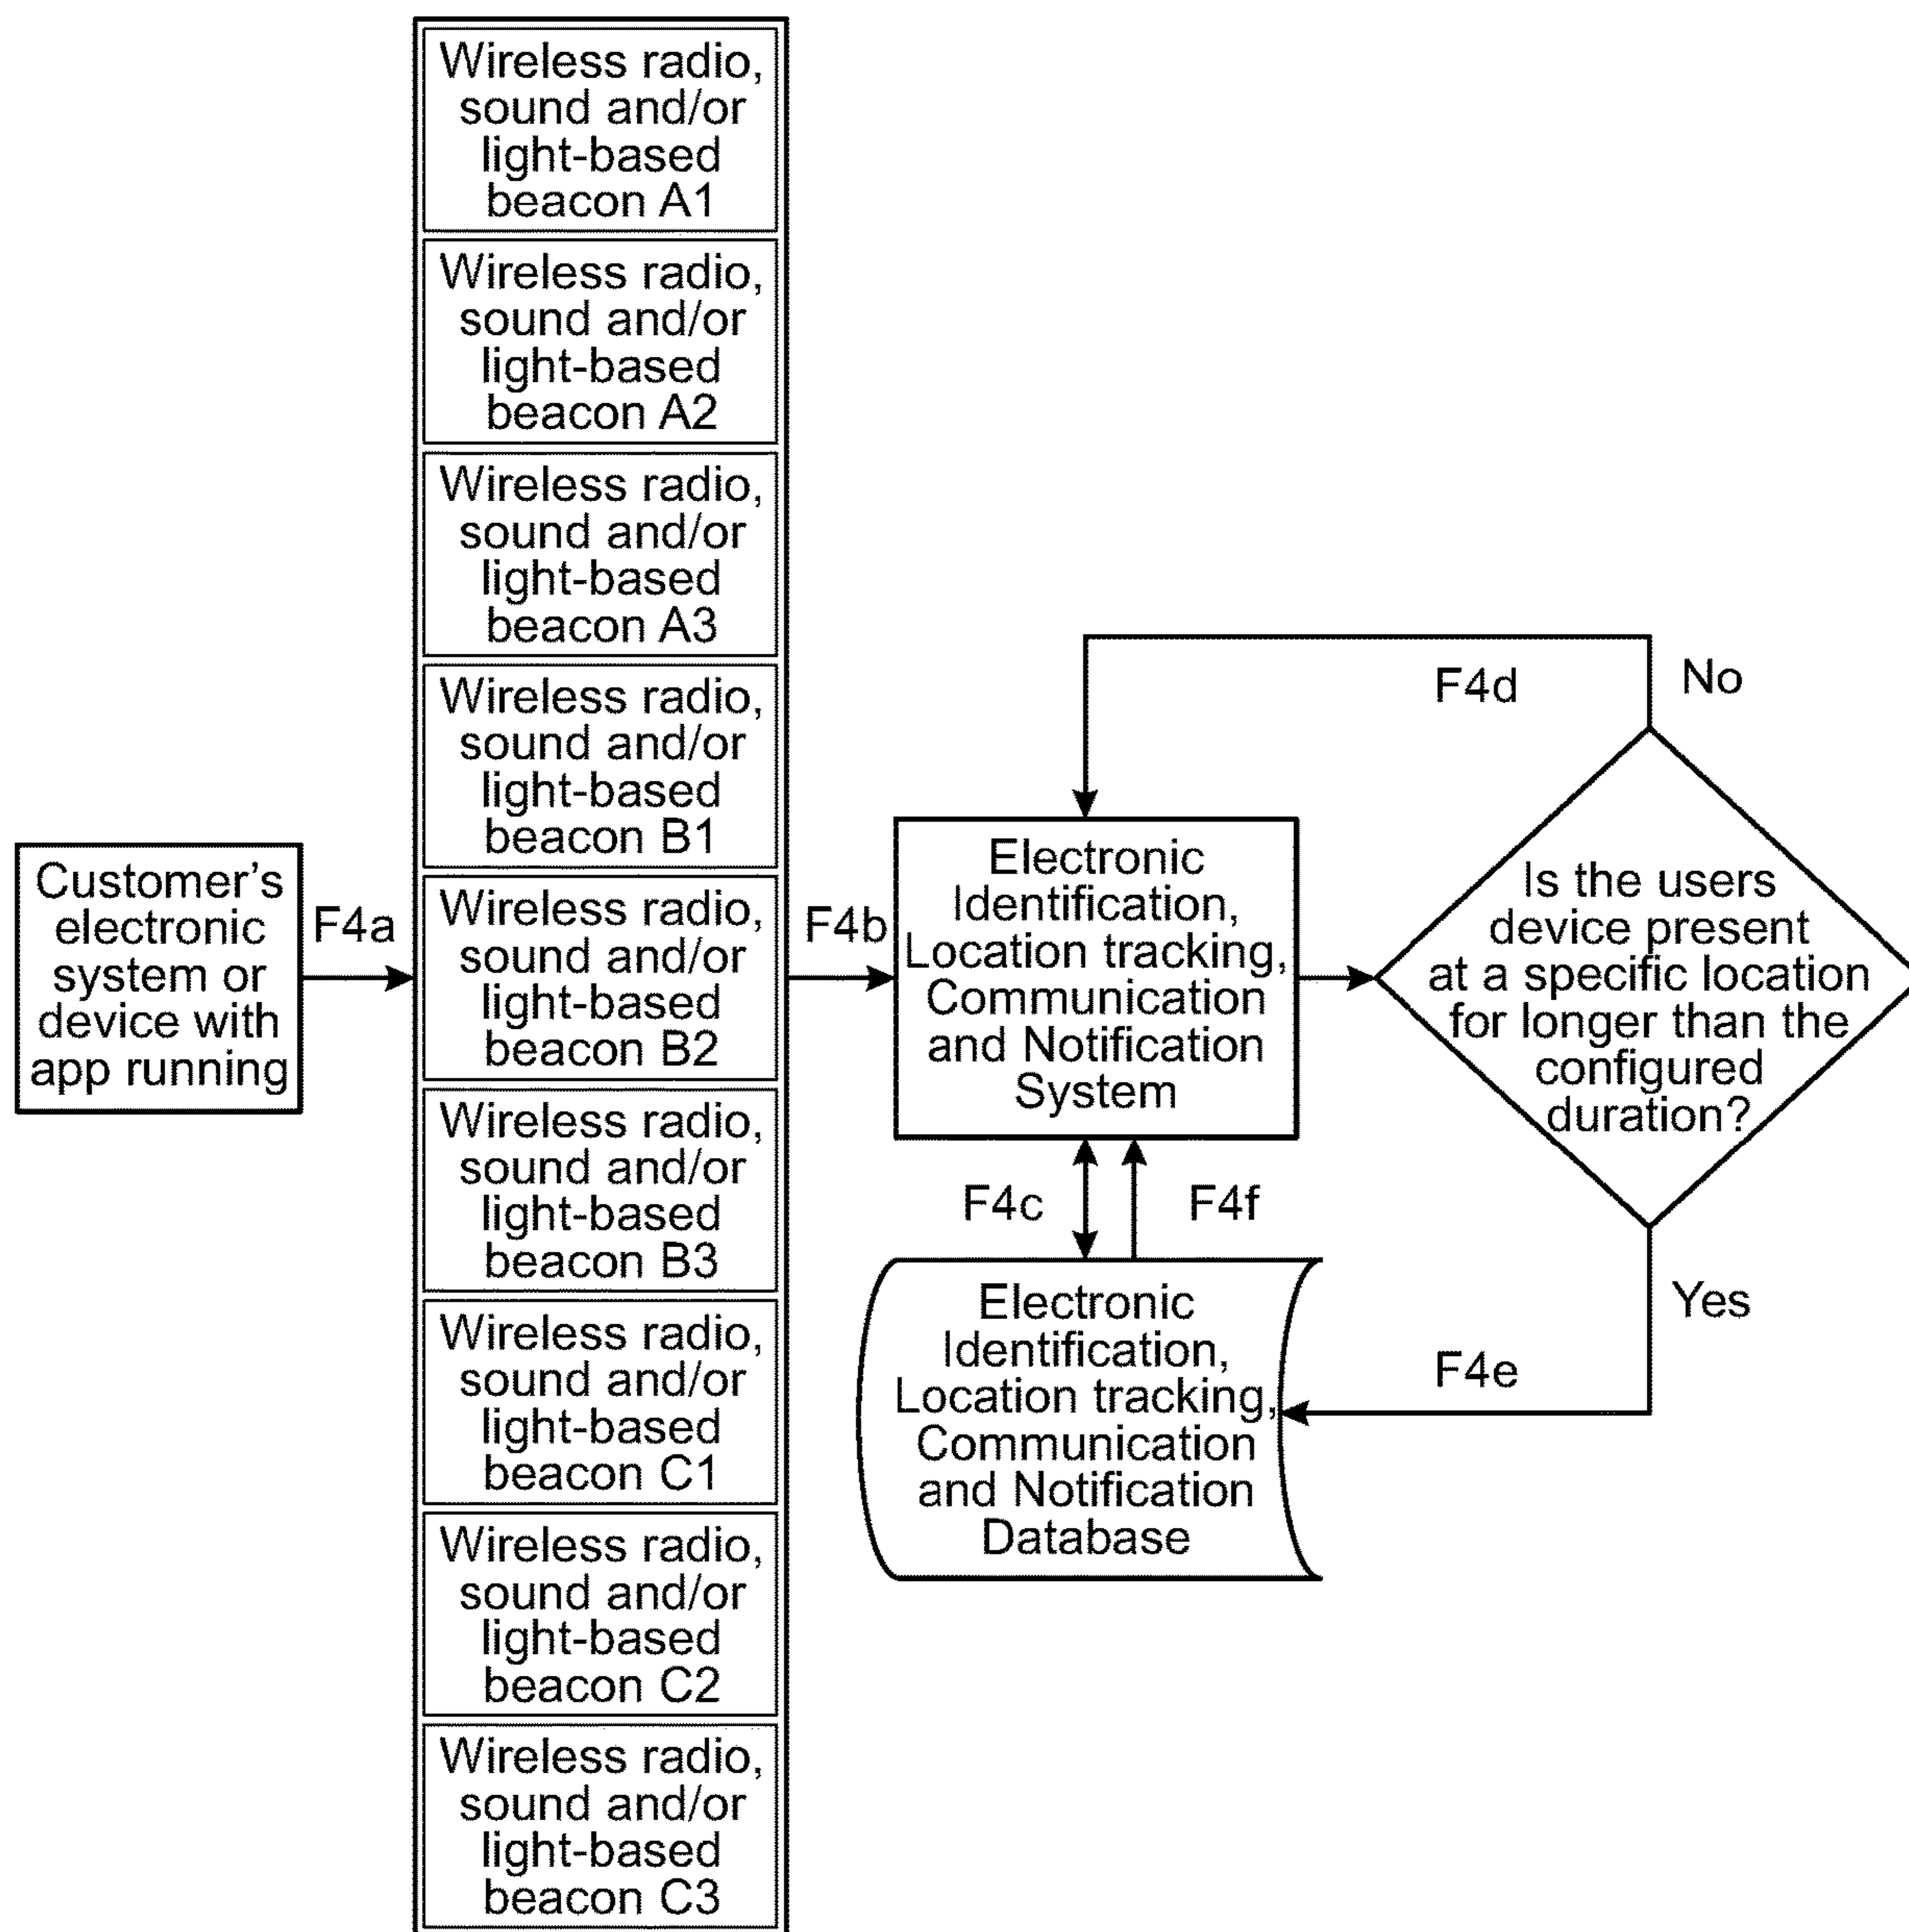 Customer’s
electronic
system or
device with
app running
F4a
Wireless radio,
sound and/or
light-based
beacon A1
Wireless radio,
sound and/or
light-based
beacon A2
Wireless radio,
sound and/or
light-based
beacon A3
Wireless radio,
sound and/or
light-based
beacon B1
Wireless radio,
sound and/or
light-based
beacon B2
Wireless radio,
sound and/or
light-based
beacon B3
Wireless radio,
sound and/or
light-based
beacon C1
Wireless radio,
sound and/or
light-based
beacon C2
Wireless radio,
sound and/or
light-based
beacon C3
F4b
Electronic
Identification,
Location tracking,
Communication
and Notification
System
F4d
No
Is the users
device present
at a specific location
for longer than the
configured
duration?
F4c
F4f
Yes
F4e
Electronic
Identification,
Location tracking,
Communication
and Notification
Database